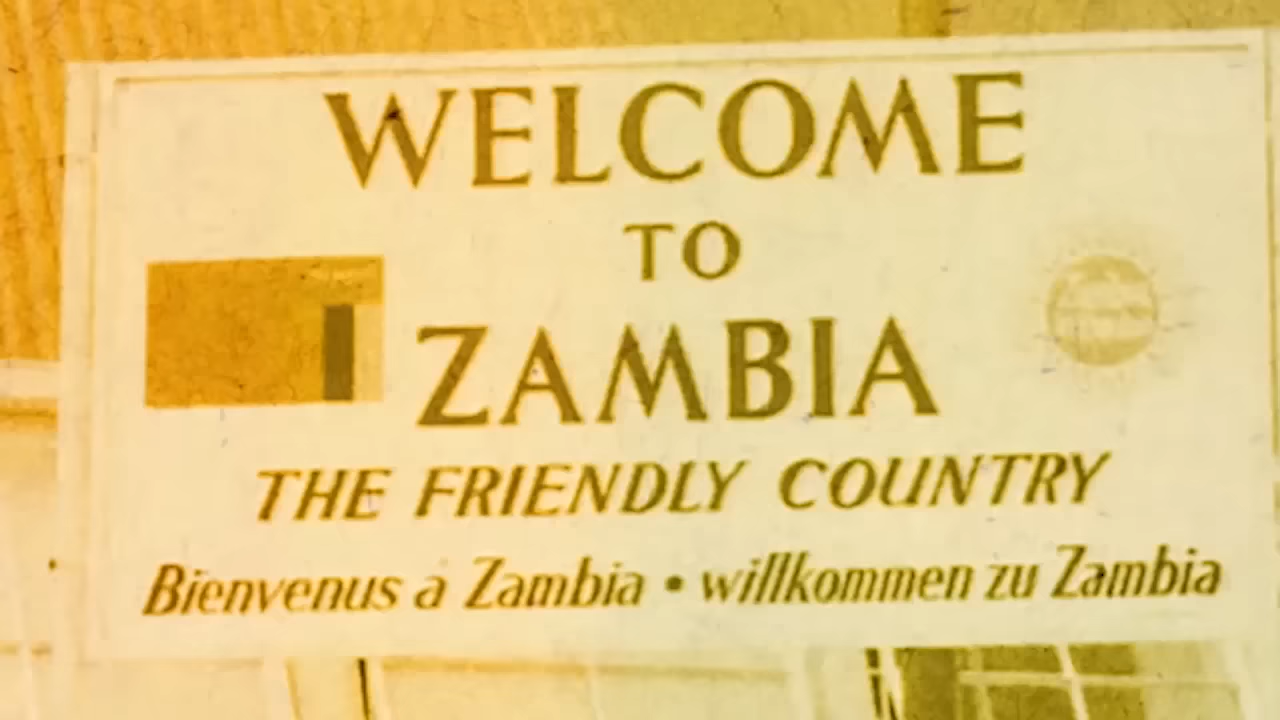 WELCOME
TO
ZAMBIA
THE FRIENDLY COUNTRY
Bienvenus a Zambia • willkommen zu Zambia